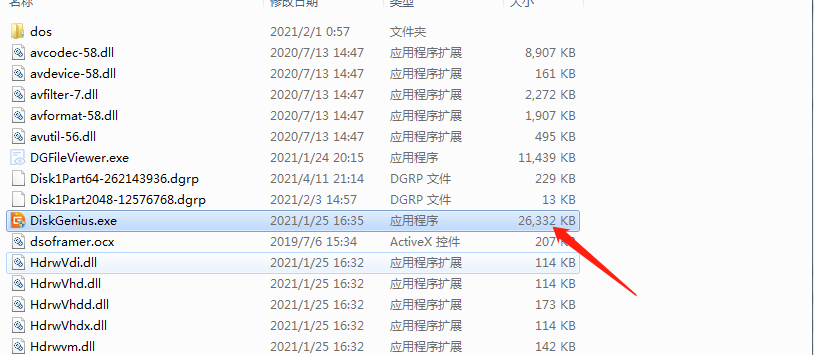 名称 修改日期 类型 大小
dos 2021/2/1 0:57 文件夹
avcodec-58.dll 2020/7/13 14:47 应用程序扩展 8,907 KB
avdevice-58.dll 2020/7/13 14:47 应用程序扩展 161 KB
avfilter-7.dll 2020/7/13 14:47 应用程序扩展 2,272 KB
avformat-58.dll 2020/7/13 14:47 应用程序扩展 1,907 KB
avutil-56.dll 2020/7/13 14:47 应用程序扩展 495 KB
DGFileViewer.exe 2021/1/24 20:15 应用程序 11,439 KB
Disk1Part64-262143936.dgrp 2021/4/11 21:14 DGRP 文件 229 KB
Disk1Part2048-12576768.dgrp 2021/2/3 14:57 DGRP 文件 13 KB
DiskGenius.exe 2021/1/25 16:35 应用程序 26,332 KB
dsoframer.ocx 2019/7/6 15:34 ActiveX 控件 207 KB
HdrwVdi.dll 2021/1/25 16:32 应用程序扩展 114 KB
HdrwVhd.dll 2021/1/25 16:32 应用程序扩展 114 KB
HdrwVhdd.dll 2021/1/25 16:32 应用程序扩展 173 KB
HdrwVhdx.dll 2021/1/25 16:32 应用程序扩展 114 KB
HdrwVm.dll 2021/1/25 16:32 应用程序扩展 142 KB